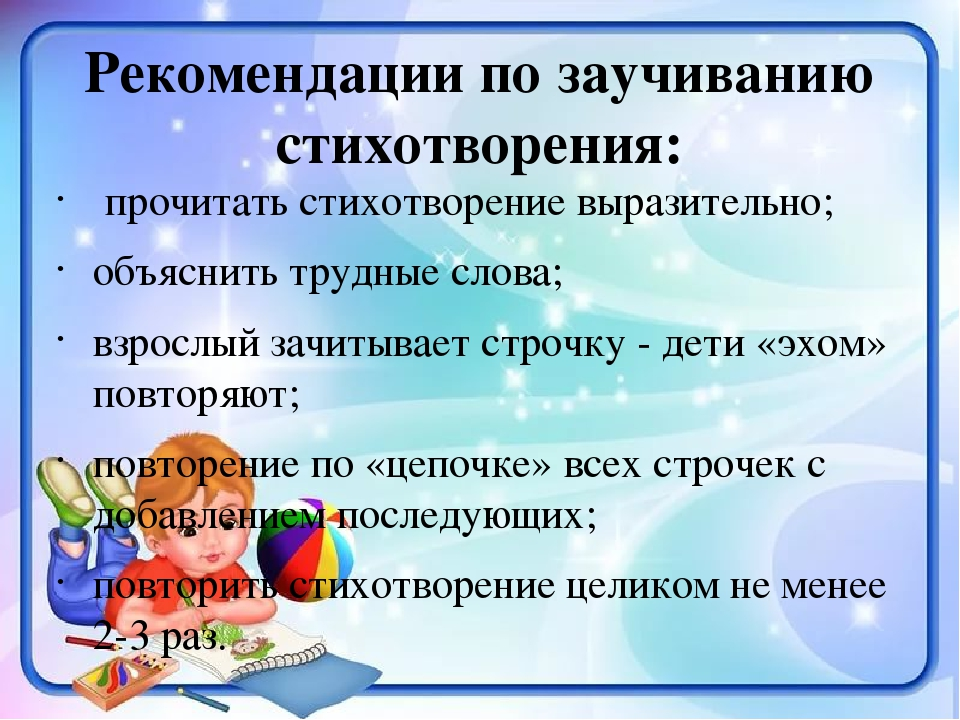 Рекомендации по заучиванию
стихотворения:
· прочитать стихотворение выразительно;
· объяснить трудные слова;
· взрослый зачитывает строчку - дети «эхом»
повторяют;
· повторение по «цепочке» всех строчек с
добавлением последующих;
· повторить стихотворение целиком не менее
2-3 раз.